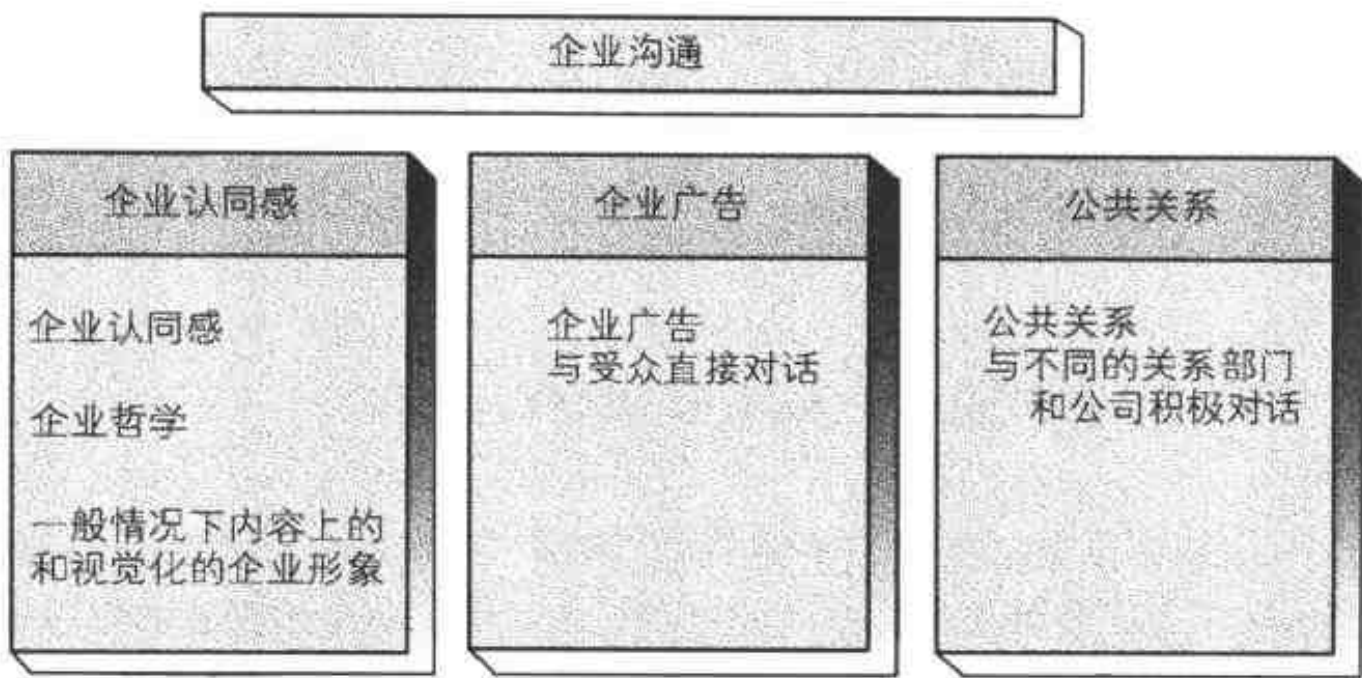 企业沟通
企业认同感
企业认同感
企业哲学
一般情况下内容上的
和视觉化的企业形象
企业广告
企业广告
与受众直接对话
公共关系
公共关系
与不同的关系部门
和公司积极对话